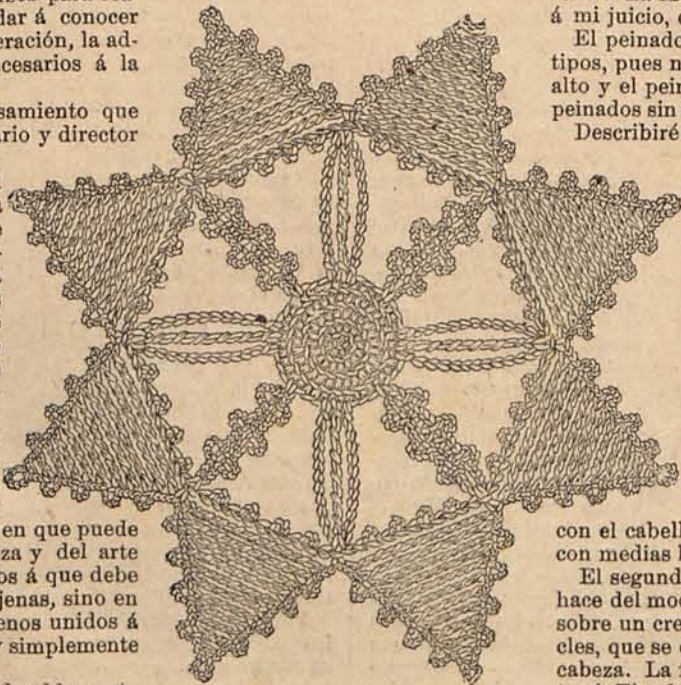 dar á conocer
eración, la ad-
cesarios á la
samiento que
ario y director
en que puede
za y del arte
os á que debe
jenas, sino en
enos unidos á
simplemente
á mi juicio,
El peinado
tipos, pues
alto y el pein
peinados sin
Describiré
con el cabell
con medias
El segund
hace del mod
sobre un cre
cles, que se
cabeza. La